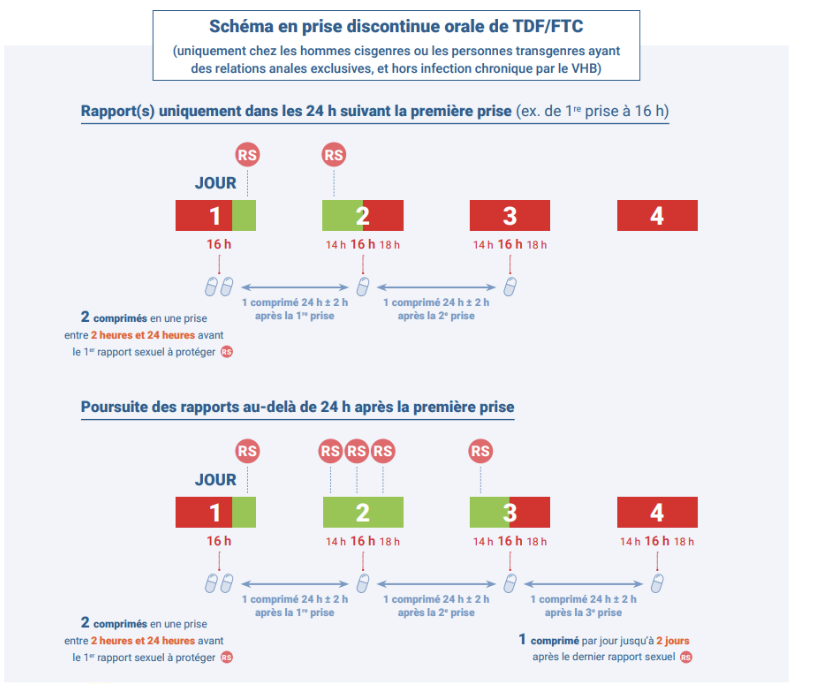 Schéma en prise discontinue orale de TDF/FTC
(uniquement chez les hommes cisgenres ou les personnes transgenres ayant
des relations anales exclusives, et hors infection chronique par le VHB)
Rapport(s) uniquement dans les 24 h suivant la première prise (ex. de 1re prise à 16 h)
RS RS
JOUR
1 2 3 4
16 h 14 h 16 h 18 h 14 h 16 h 18 h
1 comprimé 24 h ± 2 h 1 comprimé 24 h ± 2 h
après la 1re prise après la 2e prise
2 comprimés en une prise
entre 2 heures et 24 heures avant
le 1er rapport sexuel à protéger RS
Poursuite des rapports au-delà de 24 h après la première prise
RS RS RS RS RS
JOUR
1 2 3 4
16 h 14 h 16 h 18 h 14 h 16 h 18 h 14 h 16 h 18 h
1 comprimé 24 h ± 2 h 1 comprimé 24 h ± 2 h 1 comprimé 24 h ± 2 h
après la 1re prise après la 2e prise après la 3e prise
2 comprimés en une prise
entre 2 heures et 24 heures avant
le 1er rapport sexuel à protéger RS
1 comprimé par jour jusqu'à 2 jours
après le dernier rapport sexuel RS